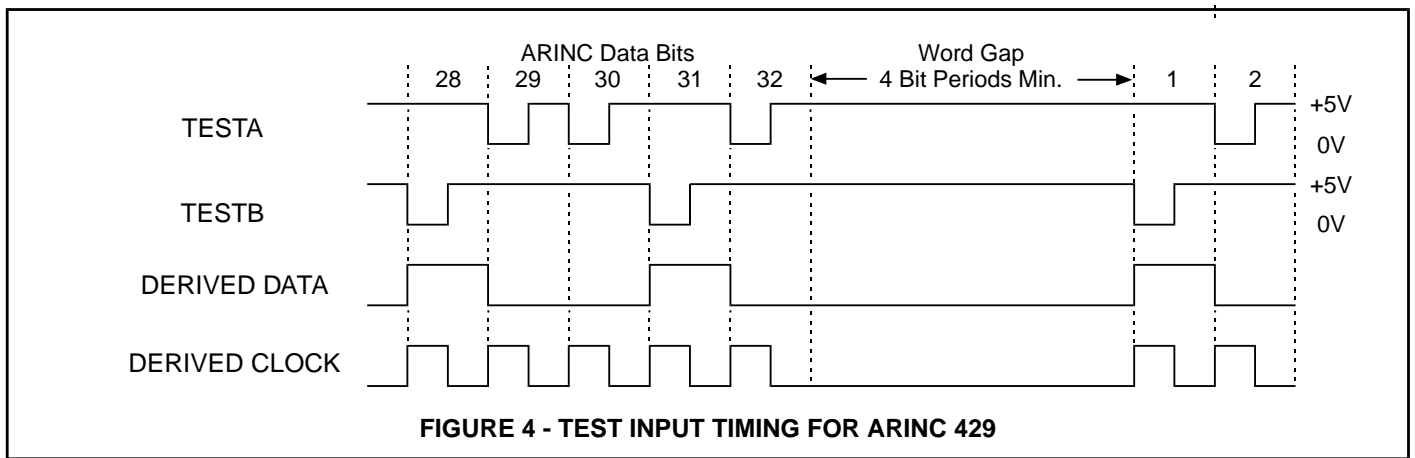 ARINC Data Bits Word Gap
28 29 30 31 32 4 Bit Periods Min. 1 2
TESTA +5V
0V
TESTB +5V
0V
DERIVED DATA
DERIVED CLOCK
FIGURE 4 - TEST INPUT TIMING FOR ARINC 429